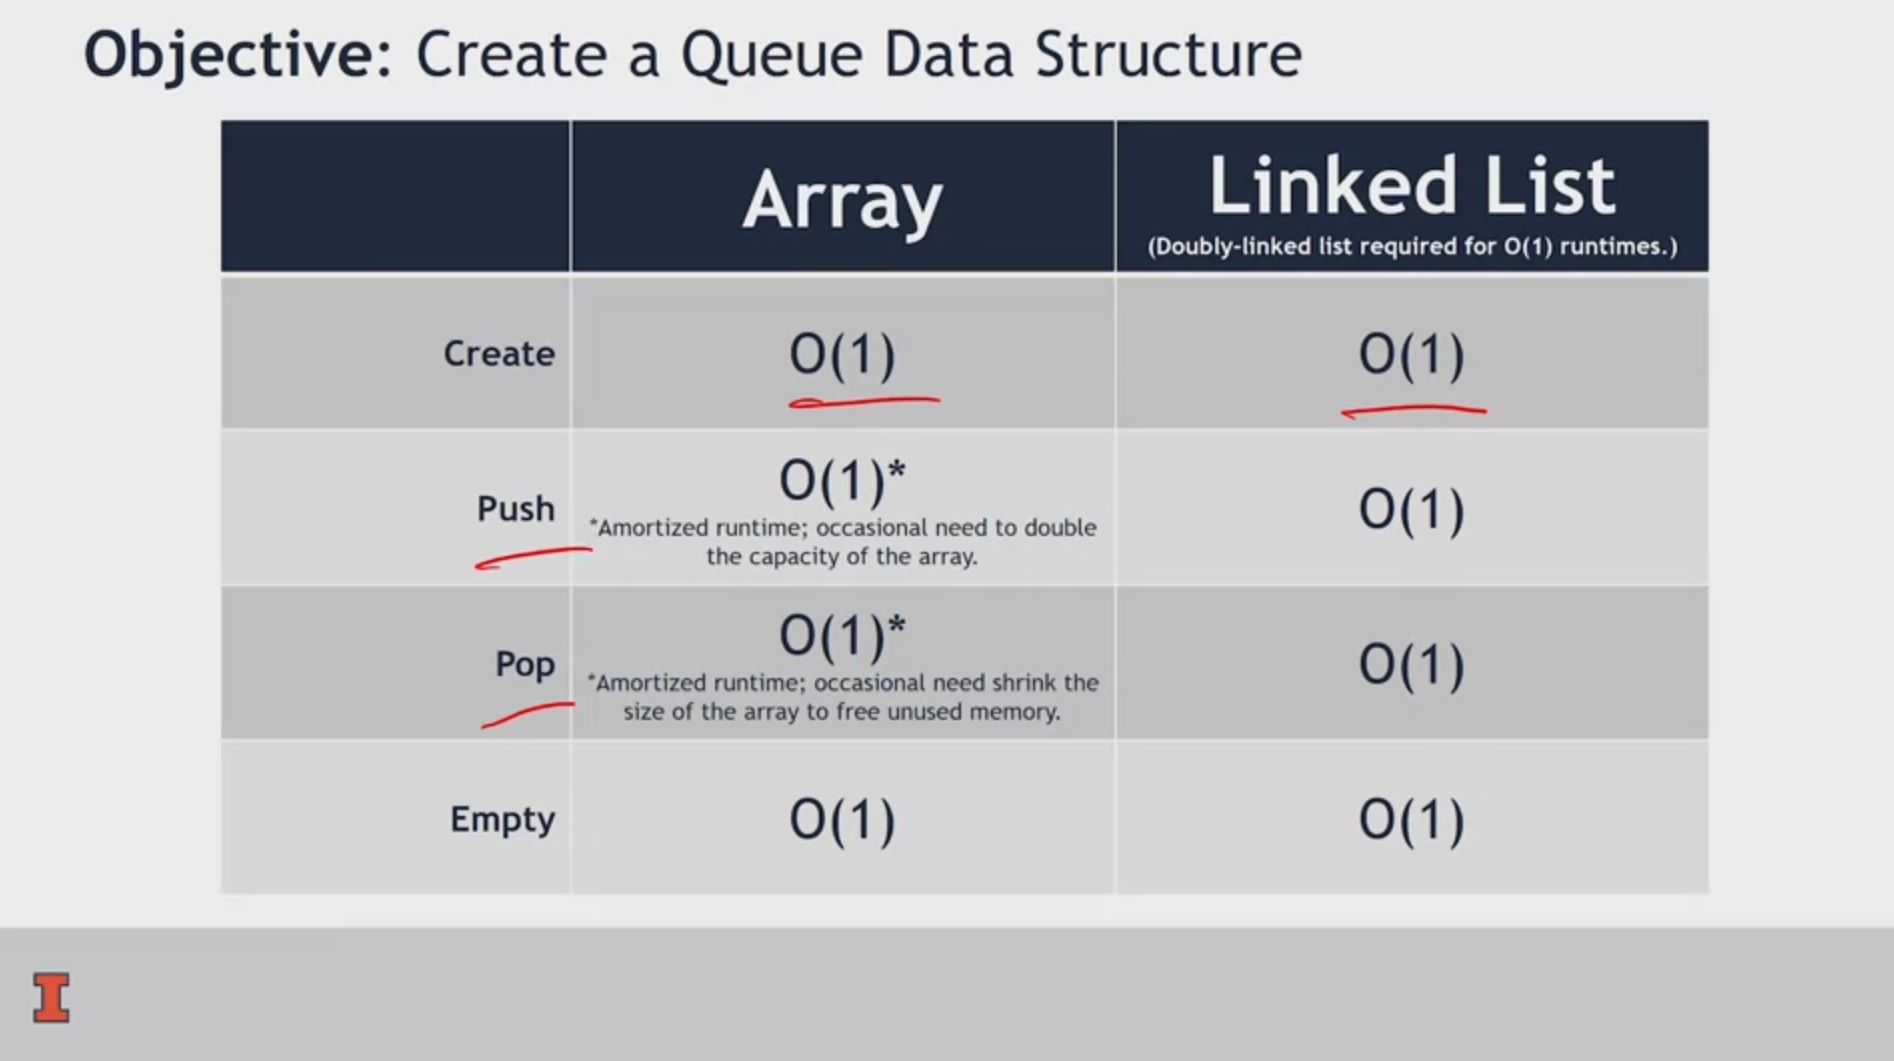 Objective: Create a Queue Data Structure
Array
Linked List
(Doubly-linked list required for O(1) runtimes.)
Create
O(1)
O(1)
Push
O(1)*
*Amortized runtime; occasional need to double
the capacity of the array.
O(1)
Pop
O(1)*
*Amortized runtime; occasional need shrink the
size of the array to free unused memory.
O(1)
Empty
O(1)
O(1)
I